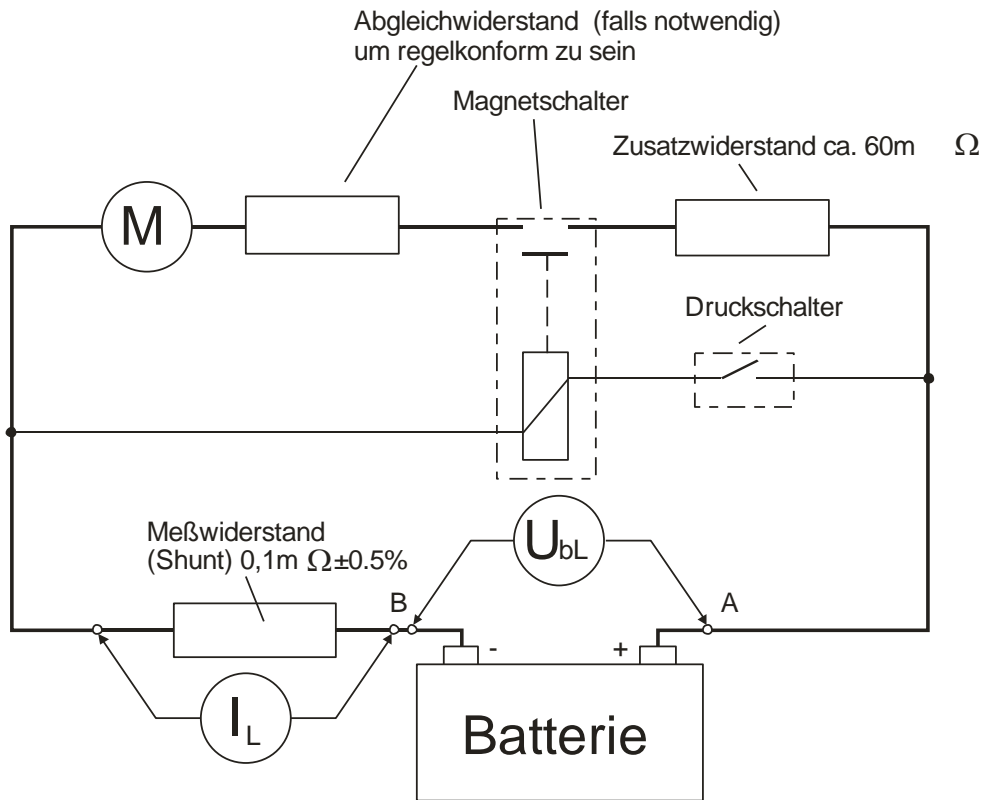 Abgleichwiderstand (falls notwendig)
um regelkonform zu sein
Magnetschalter
Zusatzwiderstand ca. 60m Ω
M
Druckschalter
Meßwiderstand
(Shunt) 0,1m Ω±0.5%
UbL
B
A
- +
IL
Batterie